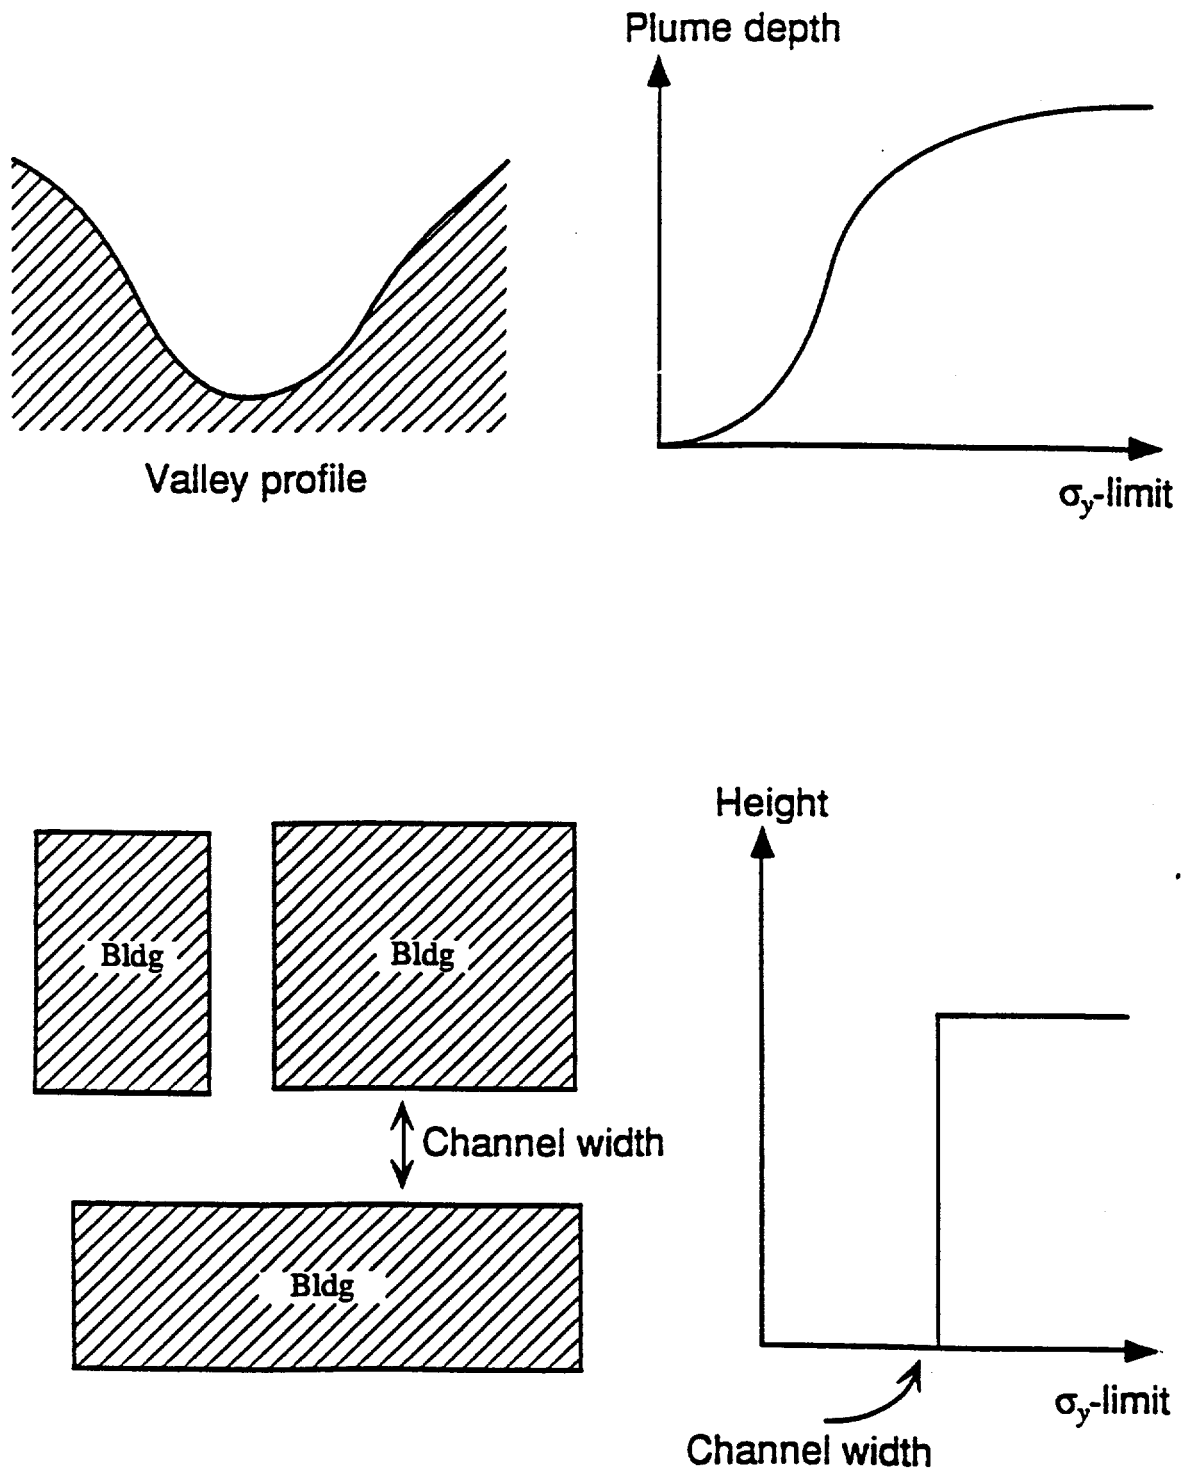 Plume depth
Valley profile
σy-limit
Height
Bldg
Bldg
Channel width
Bldg
σy-limit
Channel width